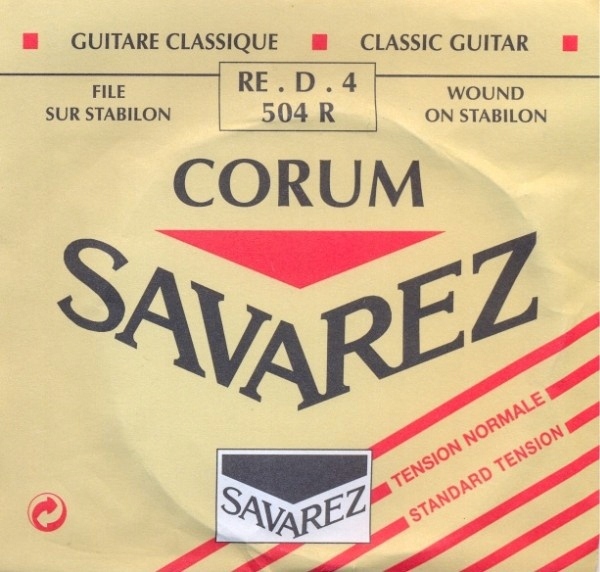 GUITARE CLASSIQUE ■ CLASSIC GUITAR
FILE
SUR STABILON
RE . D . 4
504 R
WOUND
ON STABILON
CORUM
SAVAREZ
TENSION NORMALE
STANDARD TENSION
SAVAREZ